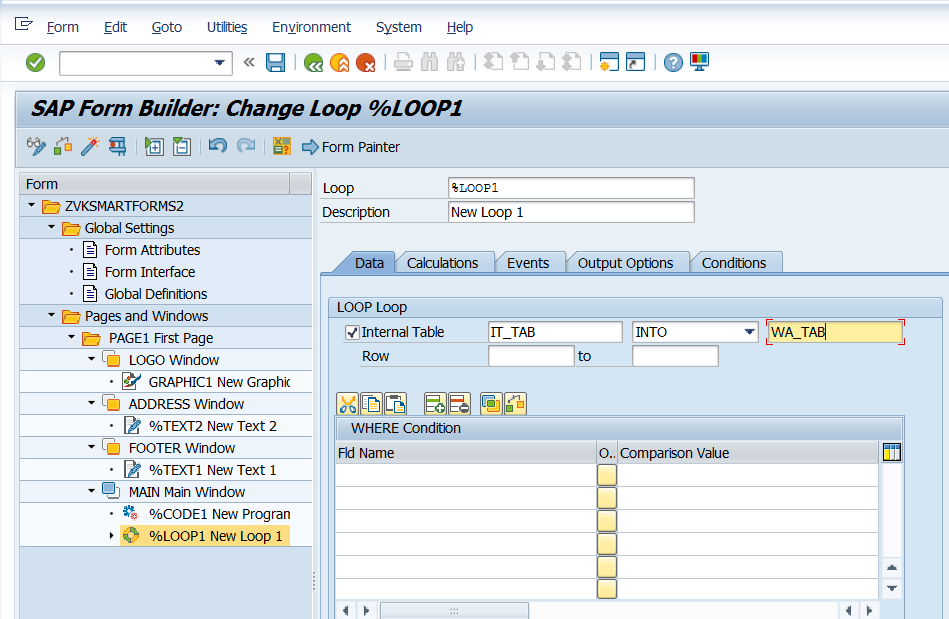 Form Edit Goto Utilities Environment System Help
SAP Form Builder: Change Loop %LOOP1
Form Painter
Form
ZVKSMARTFORMS2
Global Settings
Form Attributes
Form Interface
Global Definitions
Pages and Windows
PAGE1 First Page
LOGO Window
GRAPHIC1 New Graphic
ADDRESS Window
%TEXT2 New Text 2
FOOTER Window
%TEXT1 New Text 1
MAIN Main Window
%CODE1 New Program
%LOOP1 New Loop 1
Loop %LOOP1
Description New Loop 1
Data Calculations Events Output Options Conditions
LOOP Loop
Internal Table IT_TAB INTO WA_TAB
Row to
WHERE Condition
Fld Name O.. Comparison Value